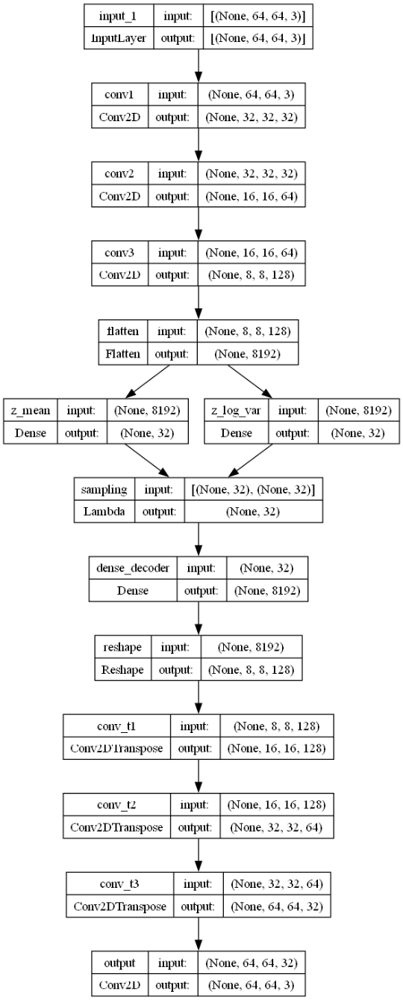 input_1 input: [(None, 64, 64, 3)]
InputLayer output: [(None, 64, 64, 3)]
conv1 input: (None, 64, 64, 3)
Conv2D output: (None, 32, 32, 32)
conv2 input: (None, 32, 32, 32)
Conv2D output: (None, 16, 16, 64)
conv3 input: (None, 16, 16, 64)
Conv2D output: (None, 8, 8, 128)
flatten input: (None, 8, 8, 128)
Flatten output: (None, 8192)
z_mean input: (None, 8192)
Dense output: (None, 32)
z_log_var input: (None, 8192)
Dense output: (None, 32)
sampling input: [(None, 32), (None, 32)]
Lambda output: (None, 32)
dense_decoder input: (None, 32)
Dense output: (None, 8192)
reshape input: (None, 8192)
Reshape output: (None, 8, 8, 128)
conv_t1 input: (None, 8, 8, 128)
Conv2DTranspose output: (None, 16, 16, 128)
conv_t2 input: (None, 16, 16, 128)
Conv2DTranspose output: (None, 32, 32, 64)
conv_t3 input: (None, 32, 32, 64)
Conv2DTranspose output: (None, 64, 64, 32)
output input: (None, 64, 64, 32)
Conv2D output: (None, 64, 64, 3)